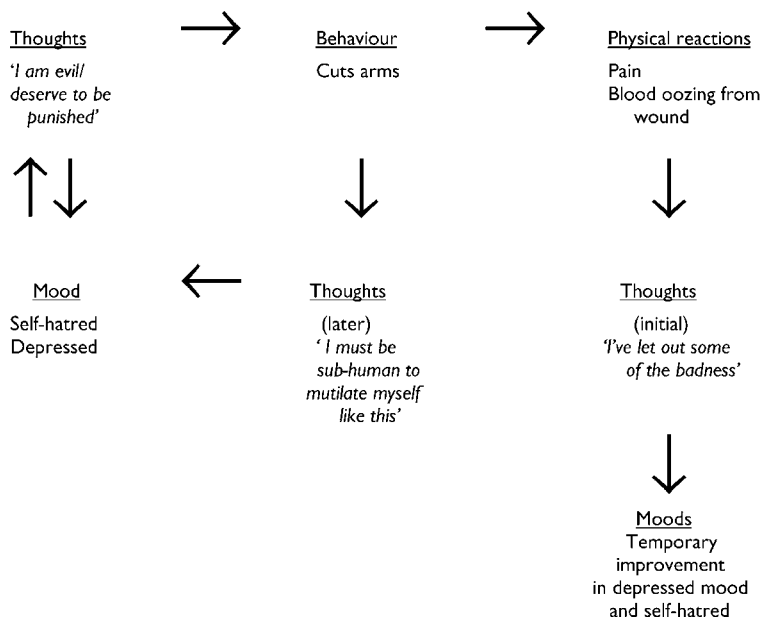 Thoughts
'I am evil/
deserve to be
punished'
Behaviour
Cuts arms
Physical reactions
Pain
Blood oozing from
wound
Mood
Self-hatred
Depressed
Thoughts
(later)
' I must be
sub-human to
mutilate myself
like this'
Thoughts
(initial)
'I've let out some
of the badness'
Moods
Temporary
improvement
in depressed mood
and self-hatred